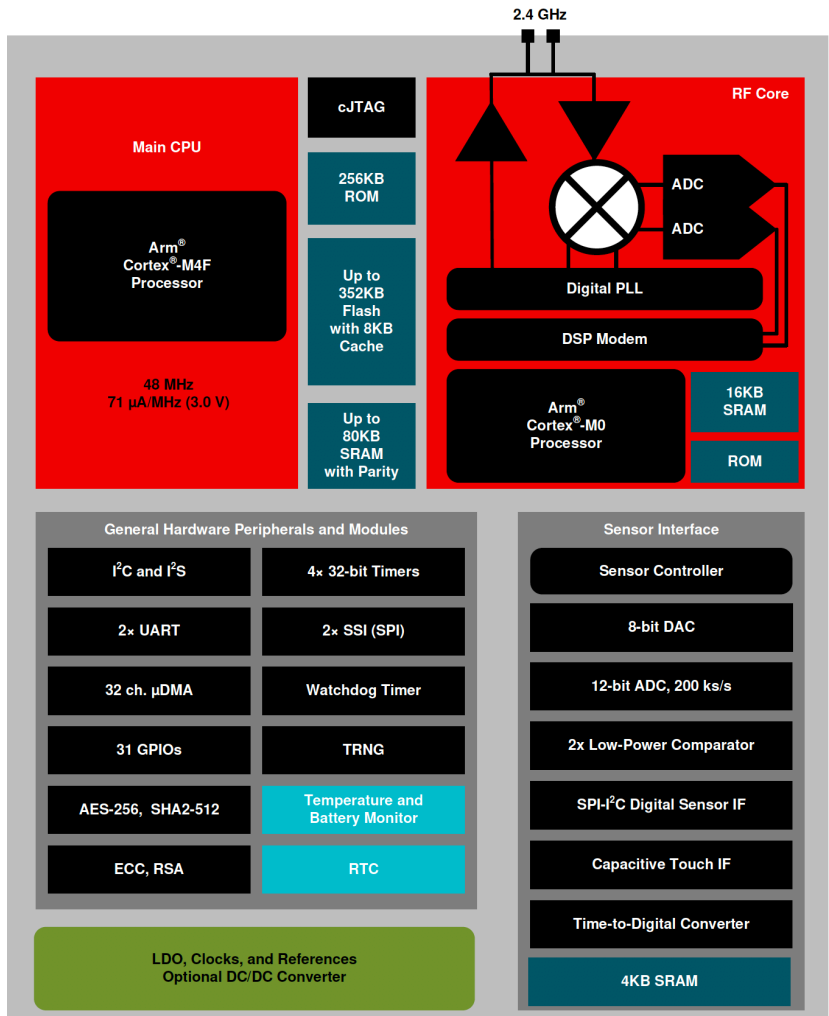 2.4 GHz
Main CPU
Arm®
Cortex®-M4F
Processor
48 MHz
71 µA/MHz (3.0 V)
cJTAG
256KB
ROM
Up to
352KB
Flash
with 8KB
Cache
Up to
80KB
SRAM
with Parity
RF Core
ADC
ADC
Digital PLL
DSP Modem
Arm®
Cortex®-M0
Processor
16KB
SRAM
ROM
General Hardware Peripherals and Modules
I²C and I²S
4× 32-bit Timers
2× UART
2× SSI (SPI)
32 ch. µDMA
Watchdog Timer
31 GPIOs
TRNG
AES-256, SHA2-512
Temperature and
Battery Monitor
ECC, RSA
RTC
LDO, Clocks, and References
Optional DC/DC Converter
Sensor Interface
Sensor Controller
8-bit DAC
12-bit ADC, 200 ks/s
2x Low-Power Comparator
SPI-I²C Digital Sensor IF
Capacitive Touch IF
Time-to-Digital Converter
4KB SRAM